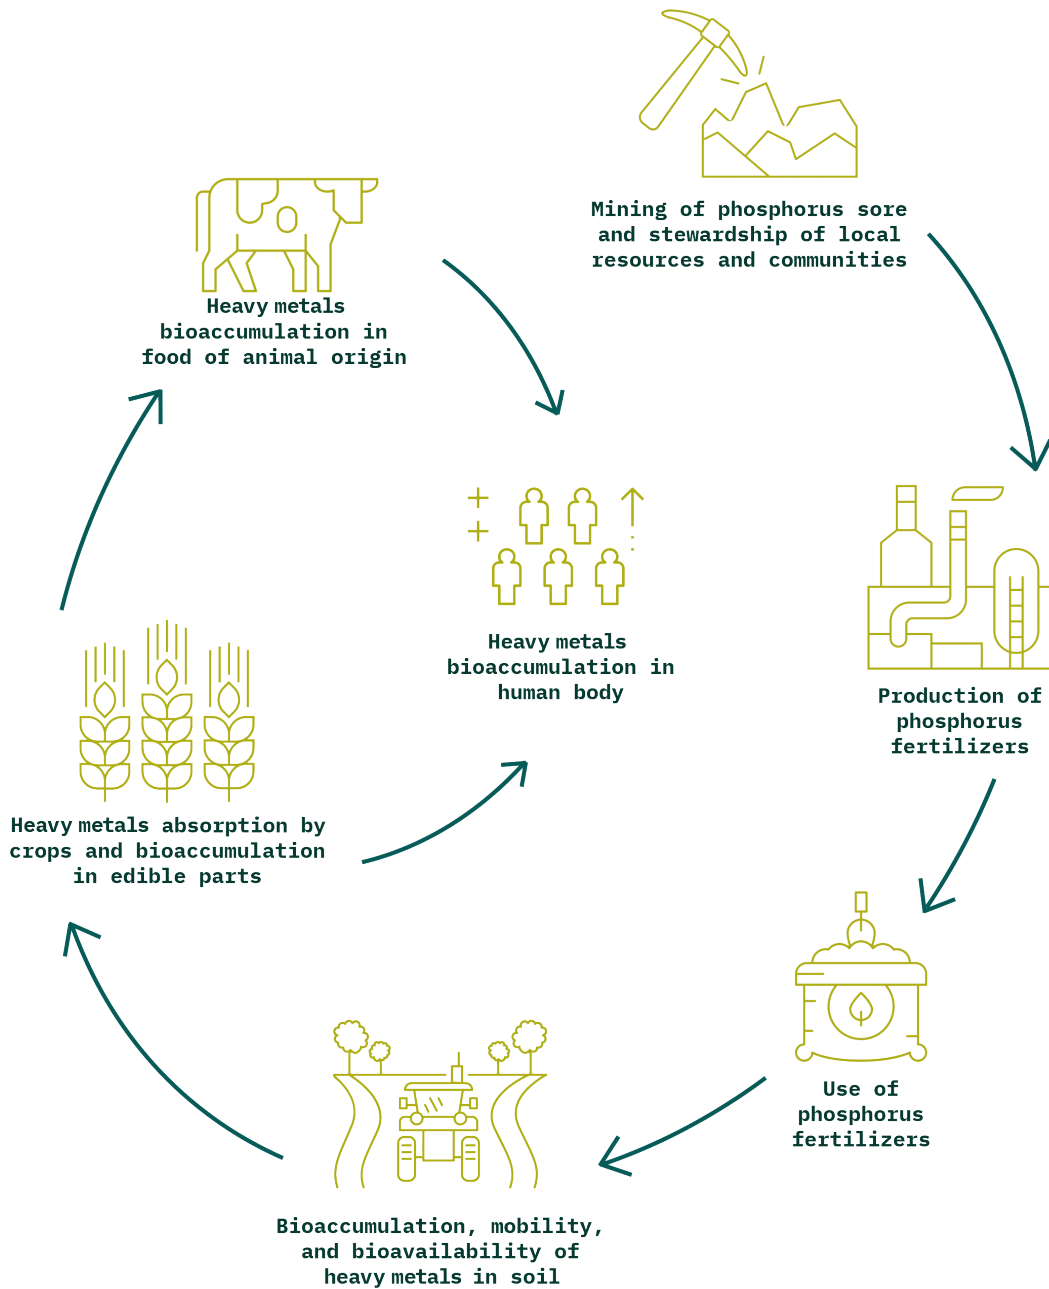 Mining of phosphorus sore
and stewardship of local
resources and communities
Heavy metals
bioaccumulation in
food of animal origin
Heavy metals
bioaccumulation in
human body
Production of
phosphorus
fertilizers
Heavy metals absorption by
crops and bioaccumulation
in edible parts
Use of
phosphorus
fertilizers
Bioaccumulation, mobility,
and bioavailability of
heavy metals in soil